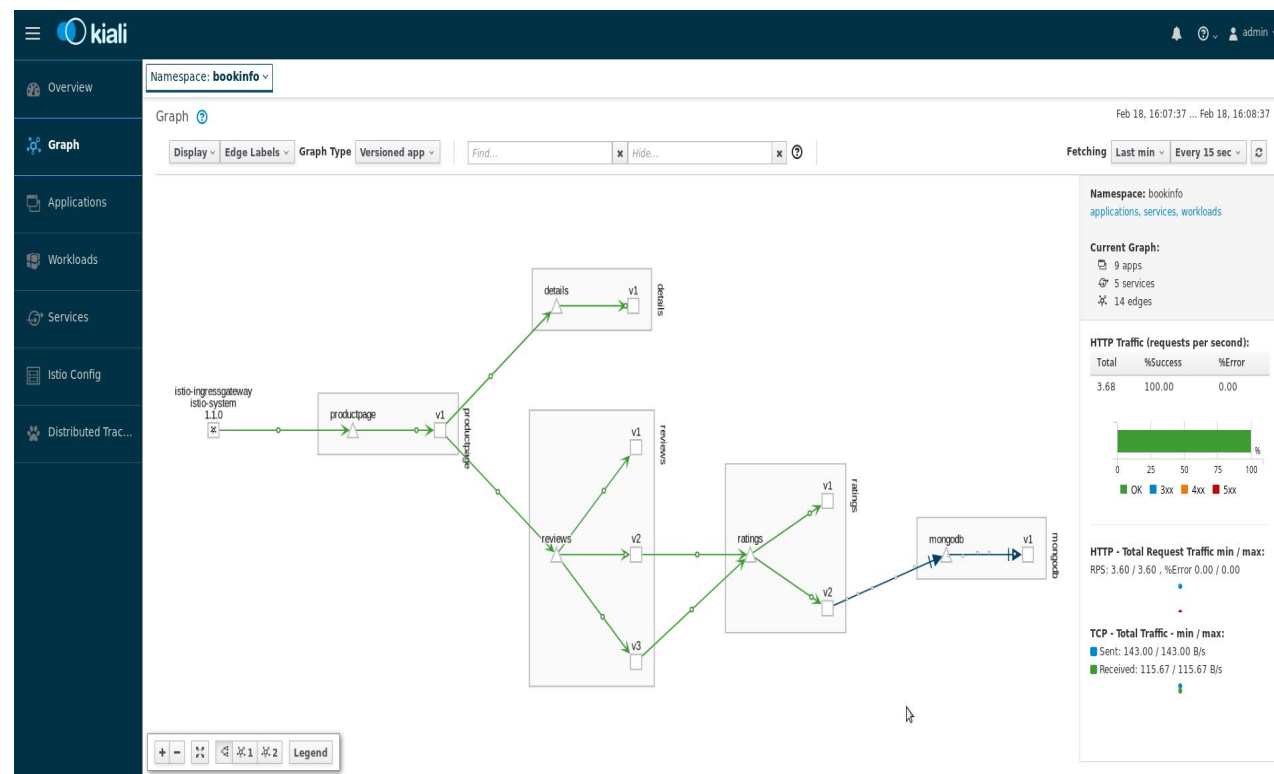 kiali
admin
Namespace: bookinfo
Overview
Graph
Applications
Workloads
Services
Istio Config
Distributed Trac...
Graph
Feb 18, 16:07:37 ... Feb 18, 16:08:37
Display Edge Labels Graph Type Versioned app Find... Hide... Fetching Last min Every 15 sec
details v1 details
istio-ingressgateway
istio-system
1.1.0
productpage v1 productpage
v1 reviews
reviews v2
v3
v1 ratings
ratings
v2
mongodb v1 mongodb
Namespace: bookinfo
applications, services, workloads
Current Graph:
9 apps
5 services
14 edges
HTTP Traffic (requests per second):
Total %Success %Error
3.68 100.00 0.00
%
0 25 50 75 100
OK 3xx 4xx 5xx
HTTP - Total Request Traffic min / max:
RPS: 3.60 / 3.60 , %Error 0.00 / 0.00
TCP - Total Traffic - min / max:
Sent: 143.00 / 143.00 B/s
Received: 115.67 / 115.67 B/s
+ - 1 2 Legend